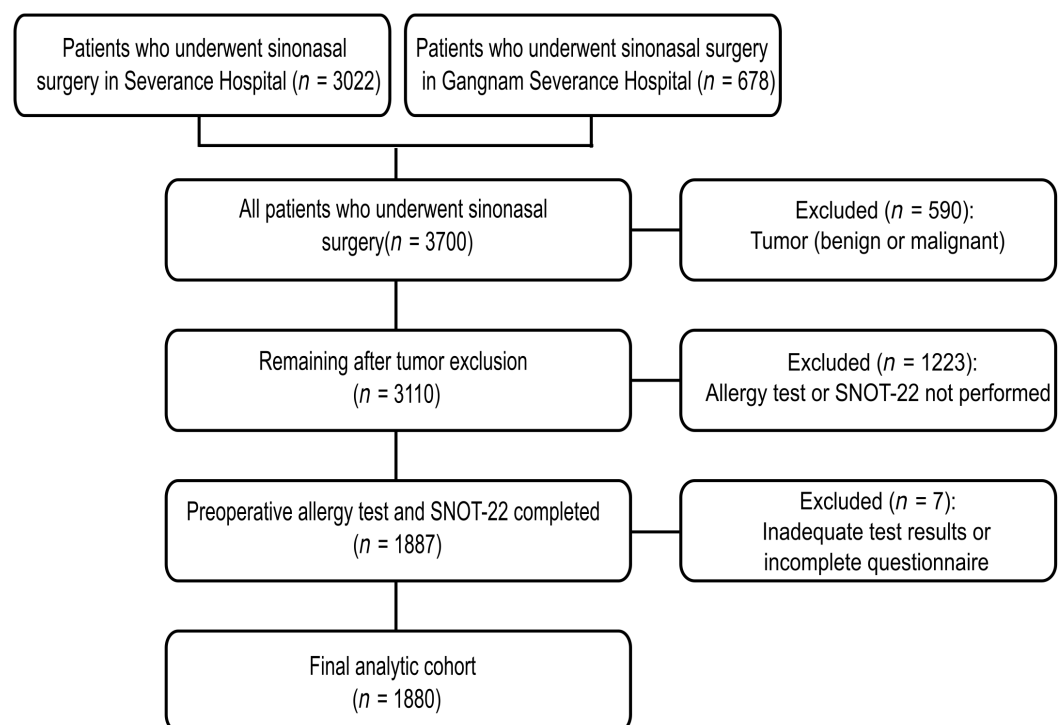 Patients who underwent sinonasal
surgery in Severance Hospital (n = 3022)
Patients who underwent sinonasal surgery
in Gangnam Severance Hospital (n = 678)
All patients who underwent sinonasal
surgery(n = 3700)
Excluded (n = 590):
Tumor (benign or malignant)
Remaining after tumor exclusion
(n = 3110)
Excluded (n = 1223):
Allergy test or SNOT-22 not performed
Preoperative allergy test and SNOT-22 completed
(n = 1887)
Excluded (n = 7):
Inadequate test results or
incomplete questionnaire
Final analytic cohort
(n = 1880)